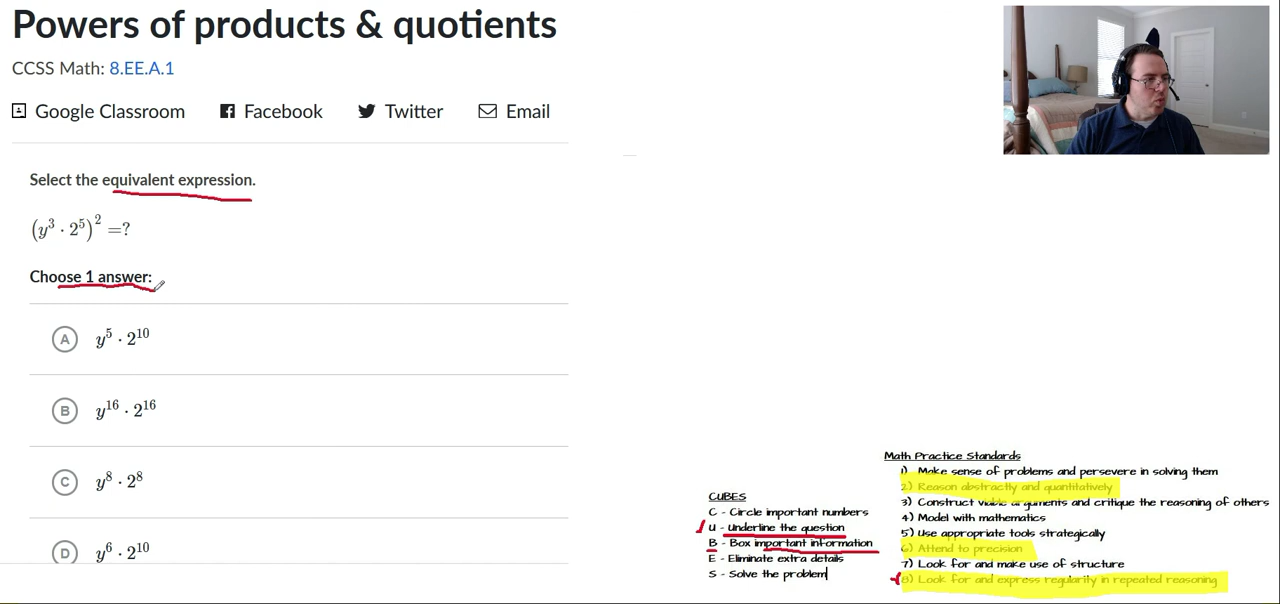 Powers of products & quotients
CCSS Math: 8.EE.A.1
Google Classroom Facebook Twitter Email
Select the equivalent expression.
(y³ · 2⁵)² =?
Choose 1 answer:
A y⁵ · 2¹⁰
B y¹⁶ · 2¹⁶
C y⁸ · 2⁸
D y⁶ · 2¹⁰
CUBES
C - Circle important numbers
U - Underline the question
B - Box important information
E - Eliminate extra details
S - Solve the problem
Math Practice Standards
1) Make sense of problems and persevere in solving them
2) Reason abstractly and quantitatively
3) Construct viable arguments and critique the reasoning of others
4) Model with mathematics
5) Use appropriate tools strategically
6) Attend to precision
7) Look for and make use of structure
8) Look for and express regularity in repeated reasoning